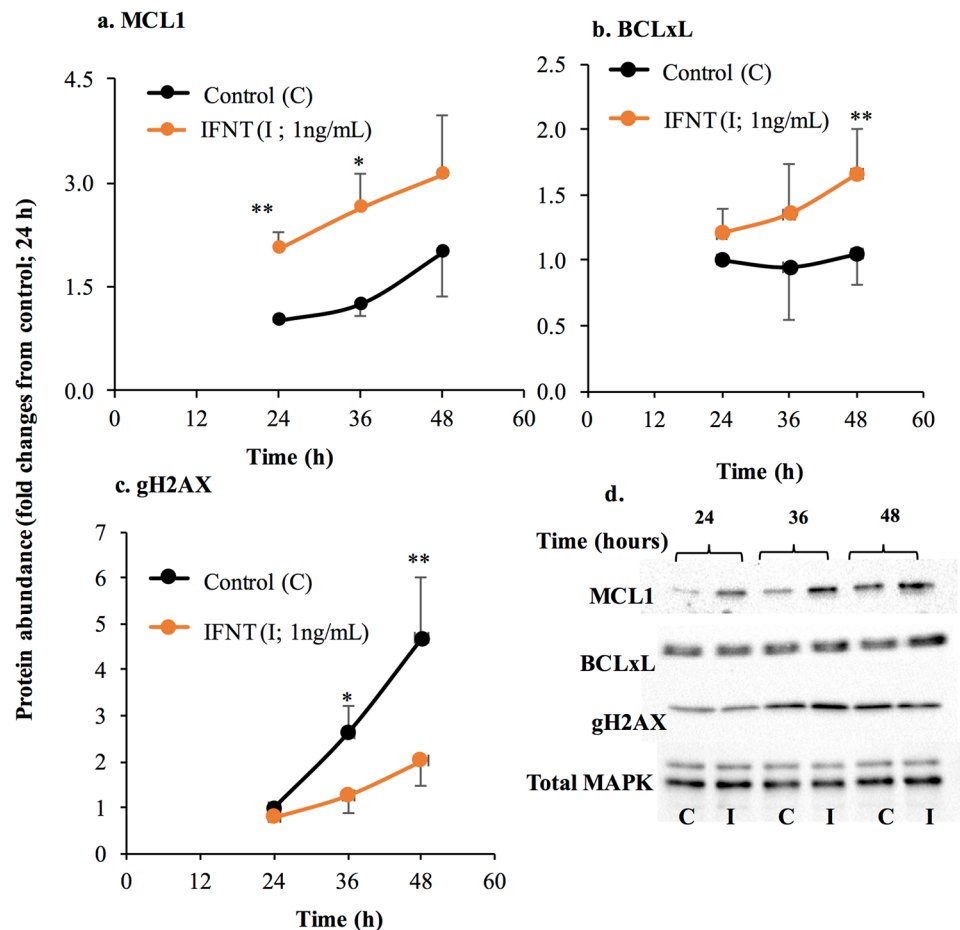 Protein abundance (fold changes from control; 24 h)
a. MCL1
4.5
3.0
1.5
0.0
Control (C)
IFNT (I ; 1ng/mL)
**
*
0 12 24 36 48 60
Time (h)
b. BCLxL
2.5
2.0
1.5
1.0
0.5
0.0
Control (C)
IFNT (I; 1ng/mL)
**
0 12 24 36 48 60
Time (h)
c. gH2AX
7
6
5
4
3
2
1
0
Control (C)
IFNT (I; 1ng/mL)
**
*
0 12 24 36 48 60
Time (h)
d.
24 36 48
Time (hours)
MCL1
BCLxL
gH2AX
Total MAPK
C I C I C I